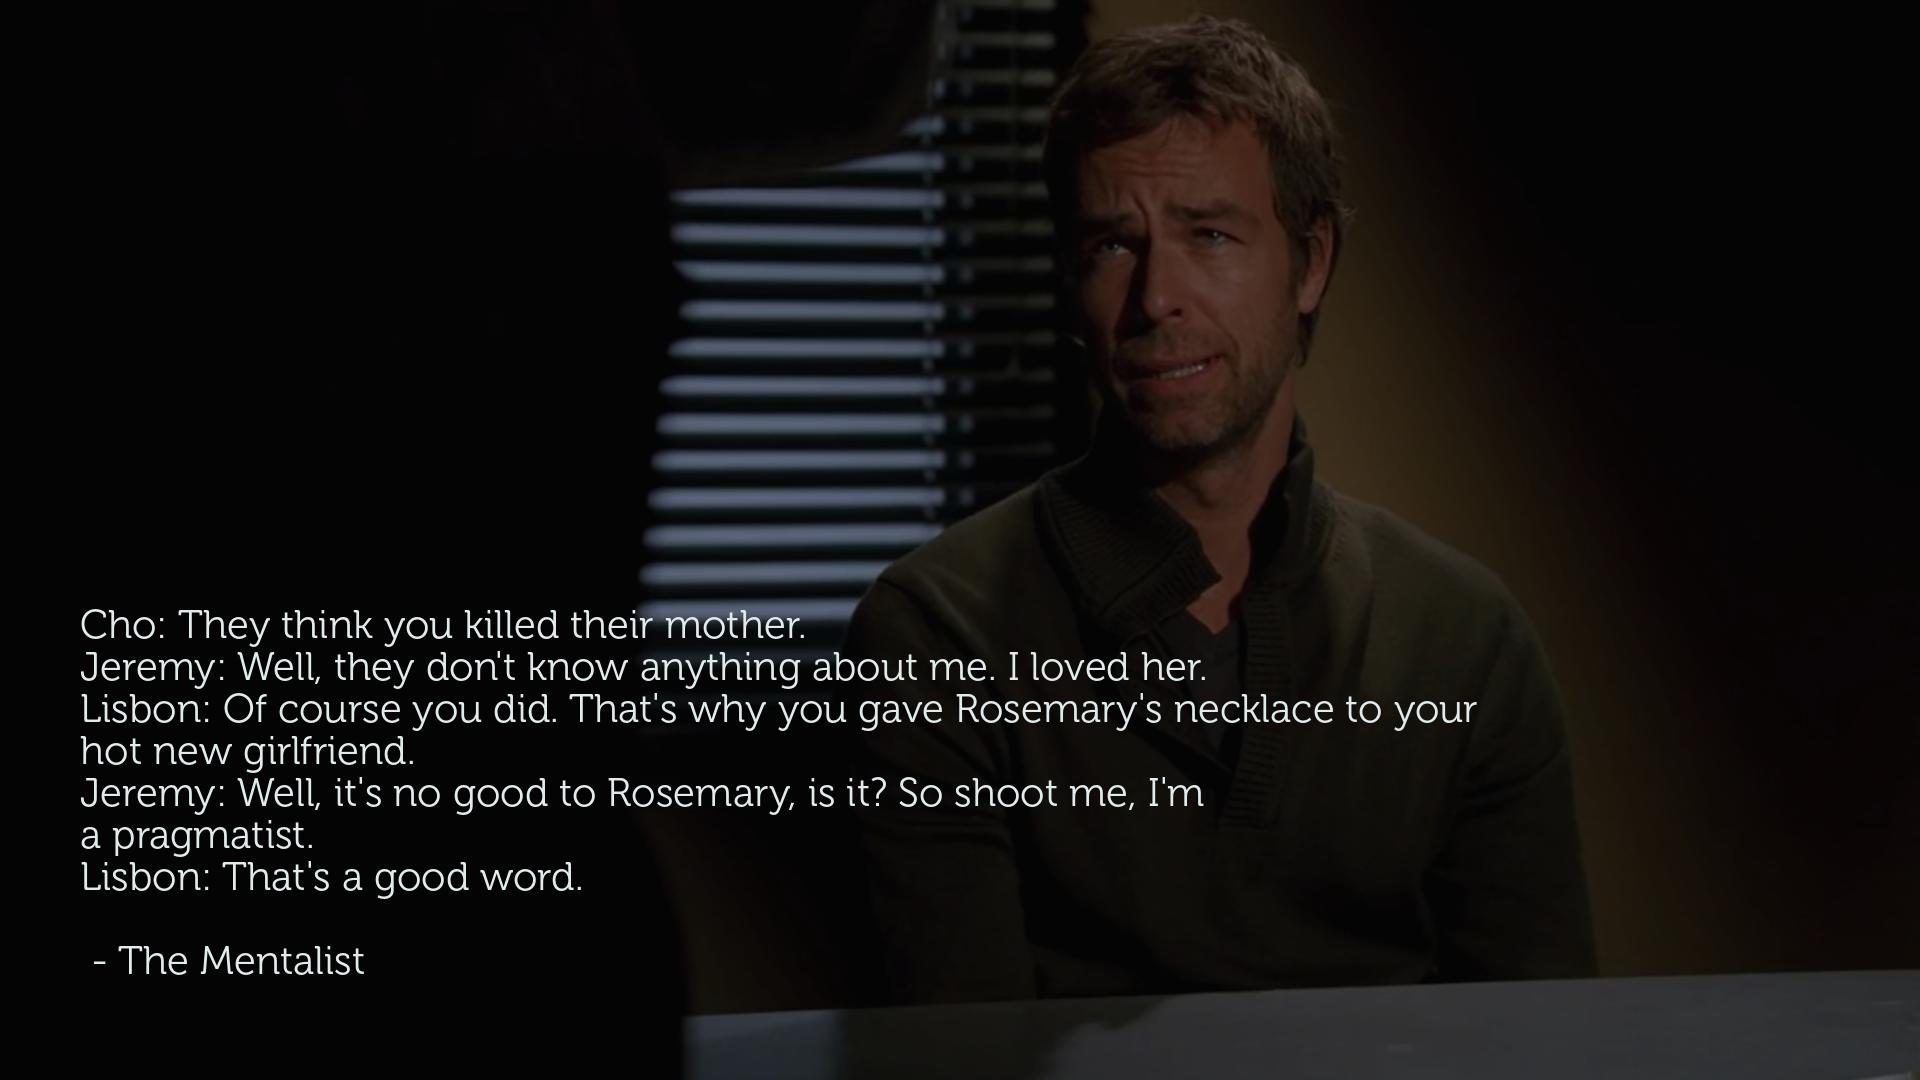 Cho: They think you killed their mother.
Jeremy: Well, they don't know anything about me. I loved her.
Lisbon: Of course you did. That's why you gave Rosemary's necklace to your
hot new girlfriend.
Jeremy: Well, it's no good to Rosemary, is it? So shoot me, I'm
a pragmatist.
Lisbon: That's a good word.
- The Mentalist